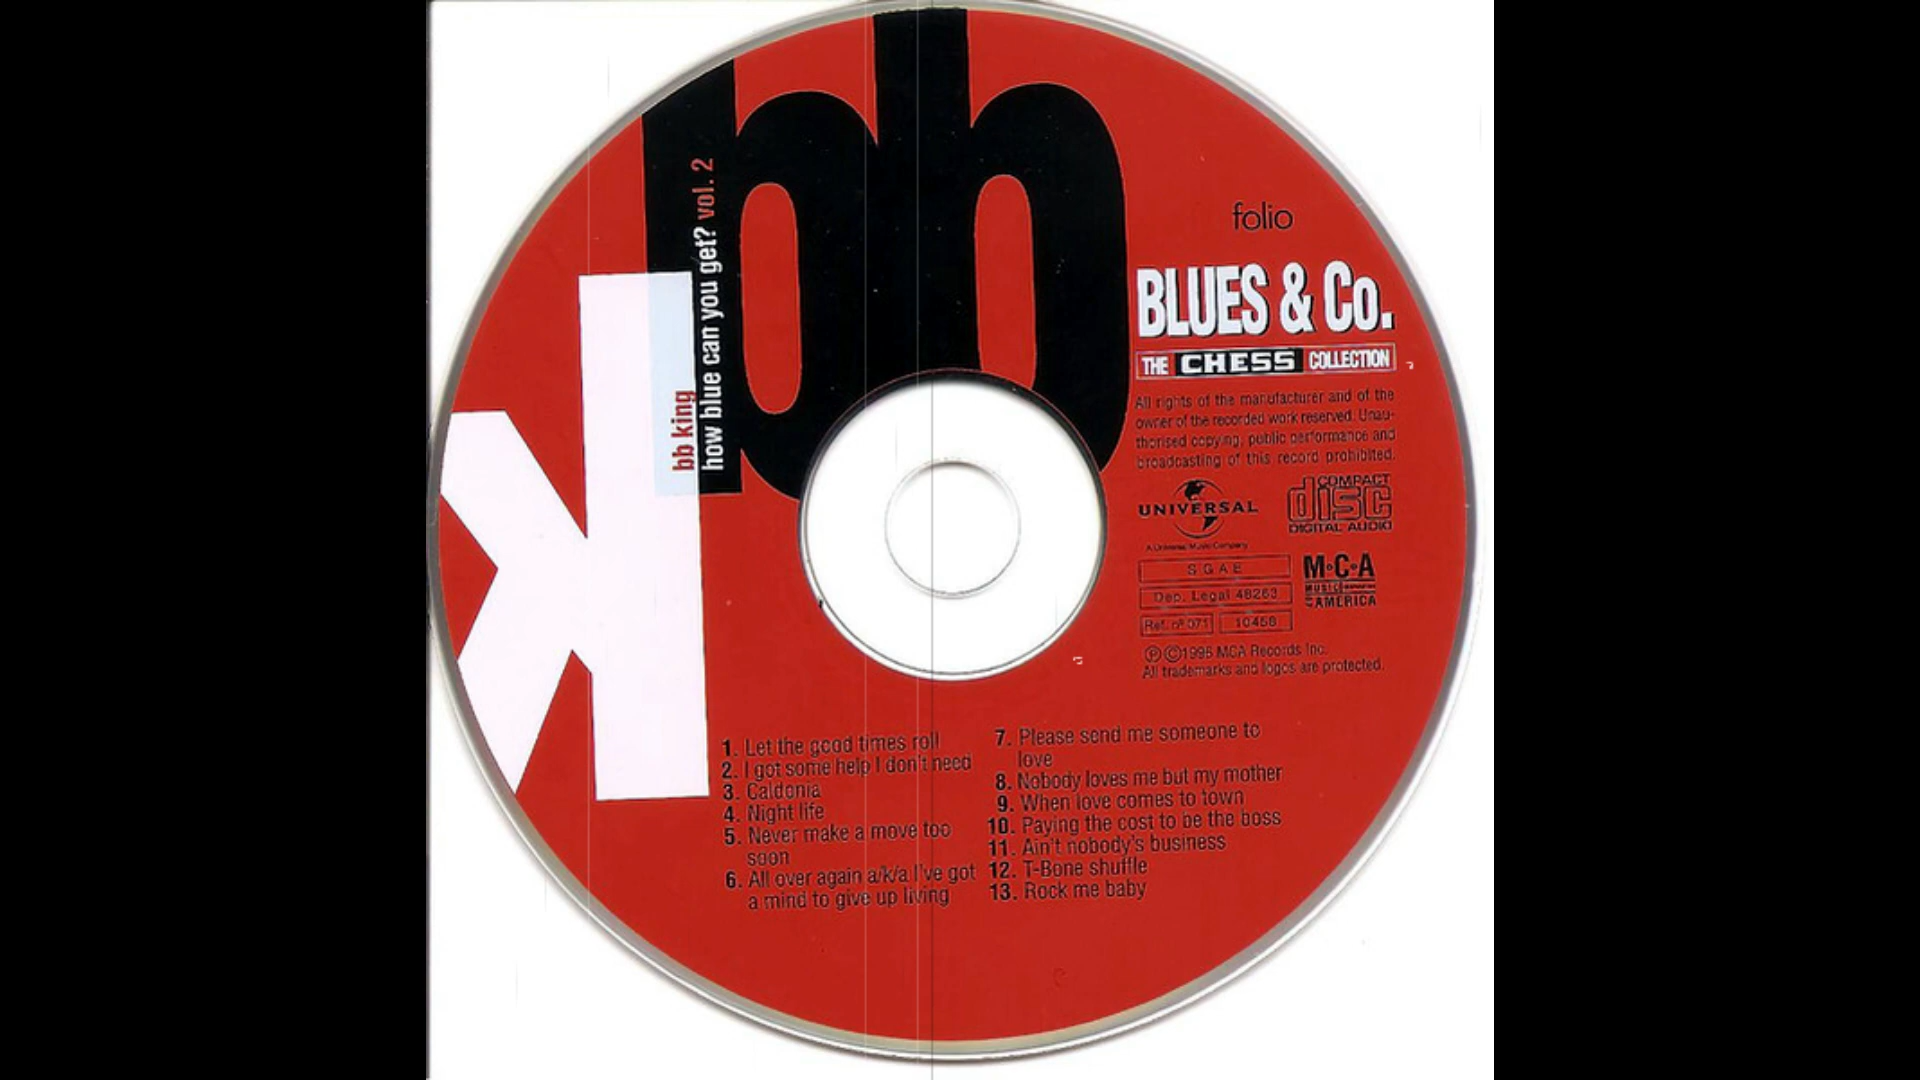 bb
k
bb king
how blue can you get? vol. 2
folio
BLUES & Co.
THE CHESS COLLECTION
All rights of the manufacturer and of the
owner of the recorded work reserved. Unau-
thorised copying, public performance and
broadcasting of this record prohibited.
UNIVERSAL
A Universal Music Company
COMPACT
disc
DIGITAL AUDIO
S G A E
Dep. Legal 48263
Ref. nº 071
10458
M·C·A
MUSIC
AMERICA
ⓅⒸ1996 MCA Records Inc.
All trademarks and logos are protected.
1. Let the good times roll
2. I got some help I don't need
3. Caldonia
4. Night life
5. Never make a move too
soon
6. All over again a/k/a I've got
a mind to give up living
7. Please send me someone to
love
8. Nobody loves me but my mother
9. When love comes to town
10. Paying the cost to be the boss
11. Ain't nobody's business
12. T-Bone shuffle
13. Rock me baby